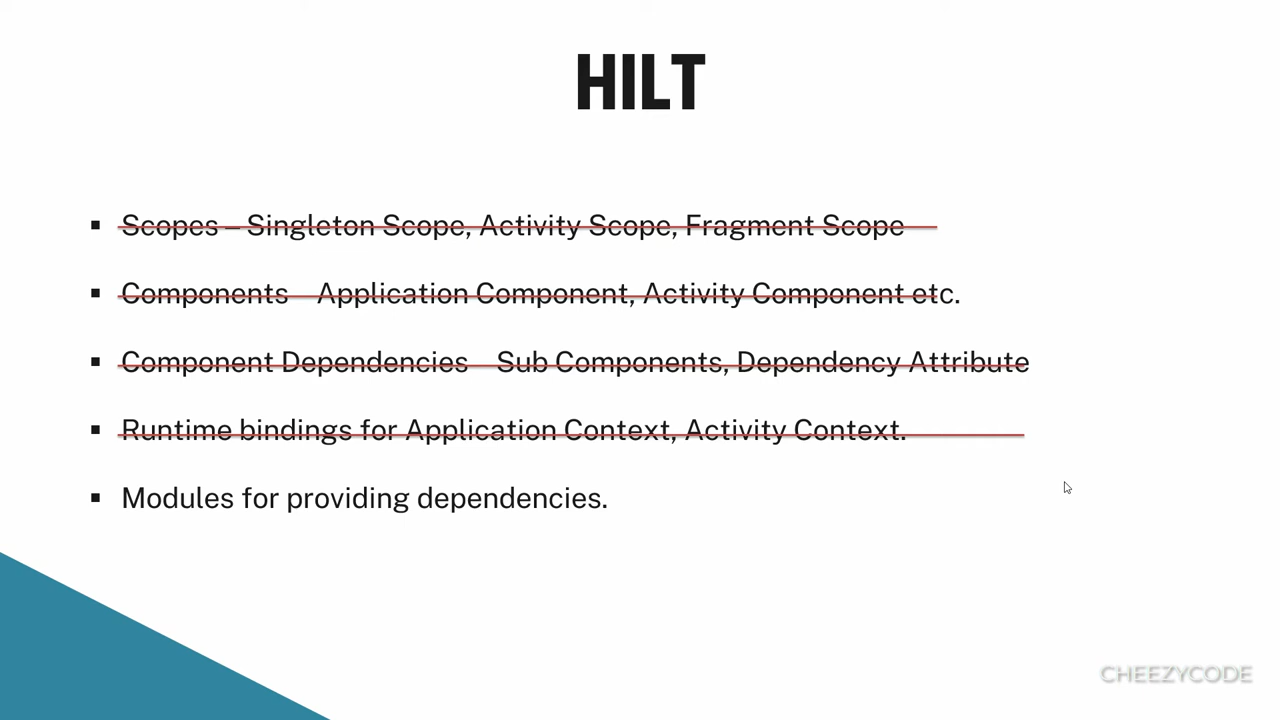 HILT
▪ Scopes – Singleton Scope, Activity Scope, Fragment Scope
▪ Components – Application Component, Activity Component etc.
▪ Component Dependencies – Sub Components, Dependency Attribute
▪ Runtime bindings for Application Context, Activity Context.
▪ Modules for providing dependencies.
CHEEZYCODE